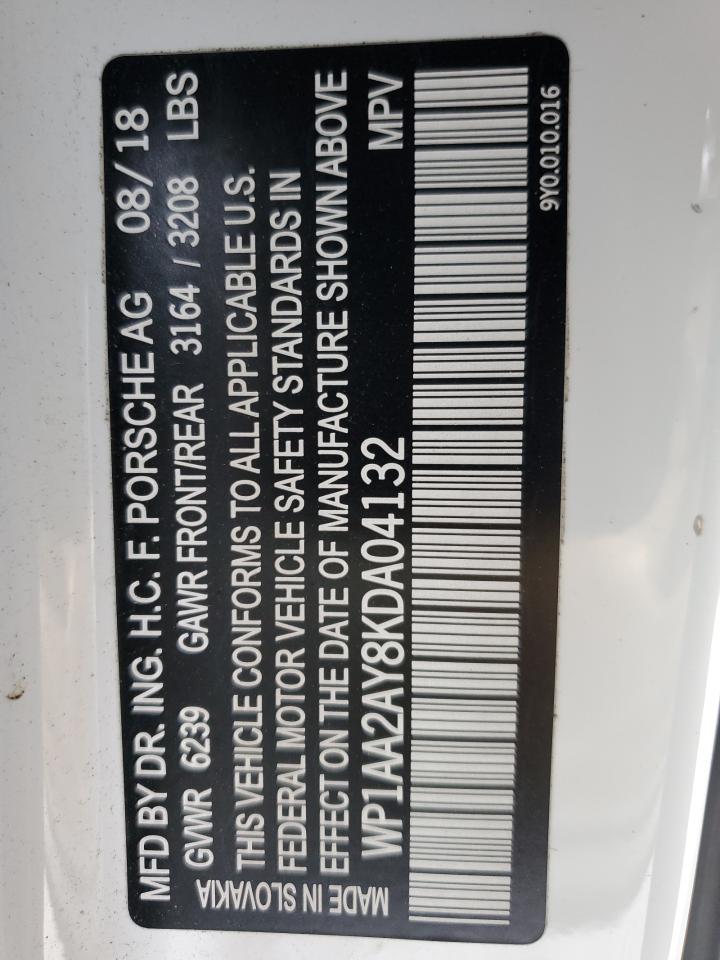 MFD BY DR. ING. H.C. F. PORSCHE AG 08/18
GVWR 6239 GAWR FRONT/REAR 3164 / 3208 LBS
THIS VEHICLE CONFORMS TO ALL APPLICABLE U.S.
FEDERAL MOTOR VEHICLE SAFETY STANDARDS IN
EFFECT ON THE DATE OF MANUFACTURE SHOWN ABOVE
WP1AA2AY8KDA04132 MPV
MADE IN SLOVAKIA
9Y0.010.016